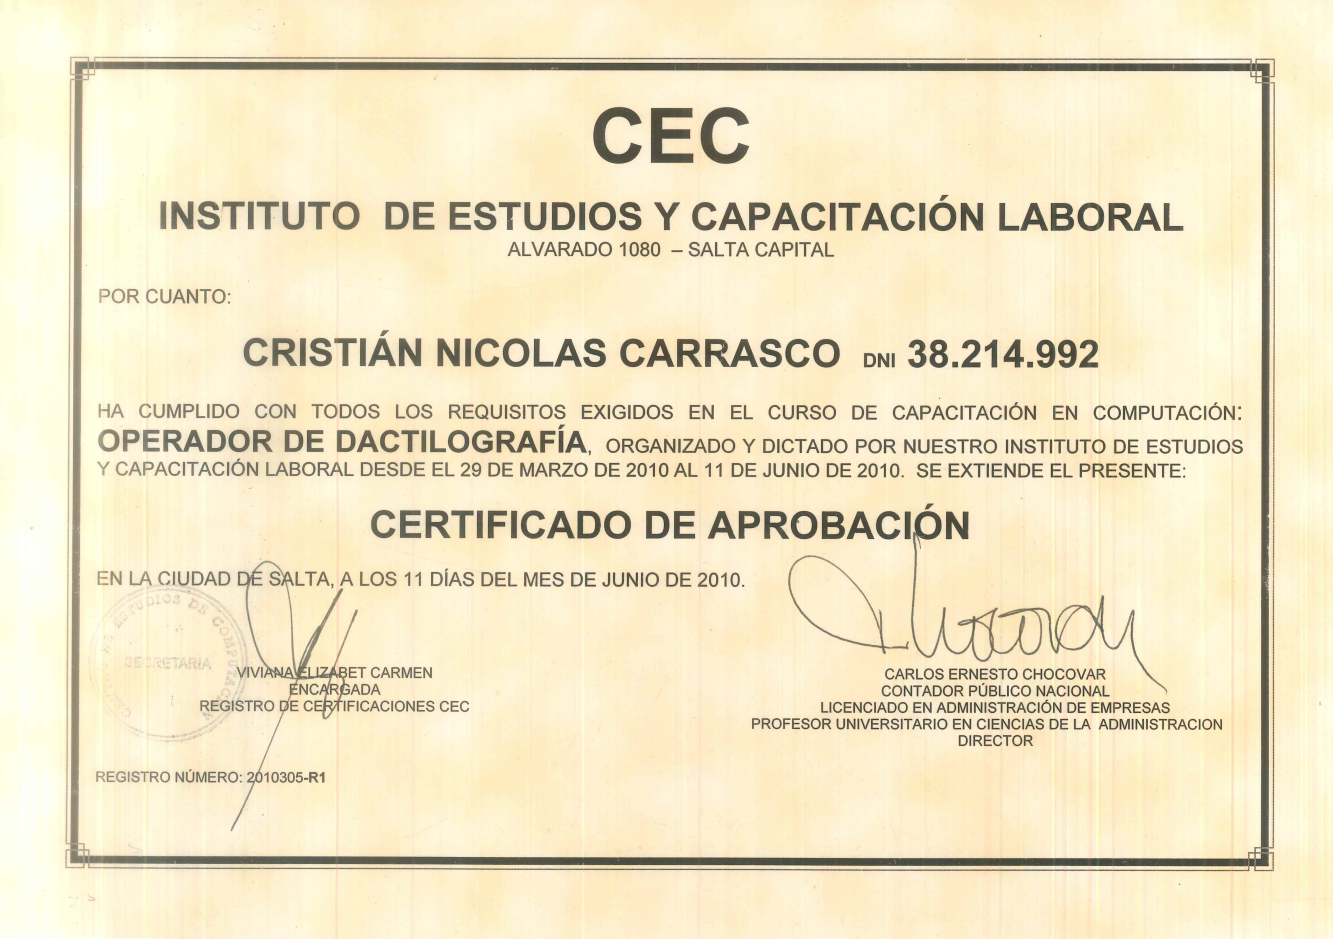 CEC
INSTITUTO DE ESTUDIOS Y CAPACITACIÓN LABORAL
ALVARADO 1080 – SALTA CAPITAL
POR CUANTO:
CRISTIÁN NICOLAS CARRASCO DNI 38.214.992
HA CUMPLIDO CON TODOS LOS REQUISITOS EXIGIDOS EN EL CURSO DE CAPACITACIÓN EN COMPUTACIÓN:
OPERADOR DE DACTILOGRAFÍA, ORGANIZADO Y DICTADO POR NUESTRO INSTITUTO DE ESTUDIOS
Y CAPACITACIÓN LABORAL DESDE EL 29 DE MARZO DE 2010 AL 11 DE JUNIO DE 2010. SE EXTIENDE EL PRESENTE:
CERTIFICADO DE APROBACIÓN
EN LA CIUDAD DE SALTA, A LOS 11 DÍAS DEL MES DE JUNIO DE 2010.
ESTUDIOS DE COMPUTACIÓN
SECRETARIA
VIVIANA ELIZABET CARMEN
ENCARGADA
REGISTRO DE CERTIFICACIONES CEC
CARLOS ERNESTO CHOCOVAR
CONTADOR PÚBLICO NACIONAL
LICENCIADO EN ADMINISTRACIÓN DE EMPRESAS
PROFESOR UNIVERSITARIO EN CIENCIAS DE LA ADMINISTRACION
DIRECTOR
REGISTRO NÚMERO: 2010305-R1